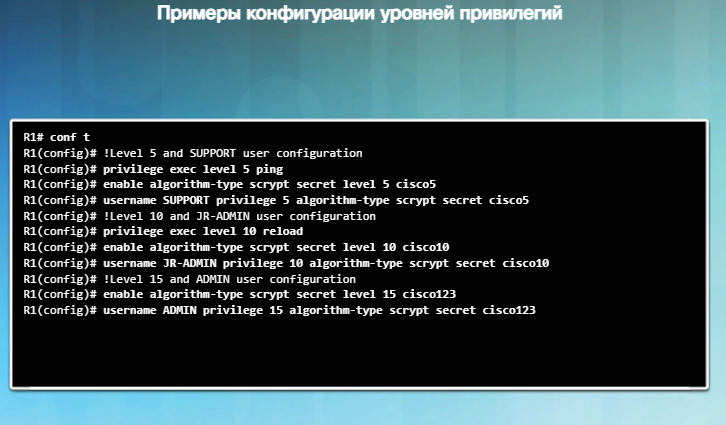 Примеры конфигурации уровней привилегий
R1# conf t
R1(config)# !Level 5 and SUPPORT user configuration
R1(config)# privilege exec level 5 ping
R1(config)# enable algorithm-type scrypt secret level 5 cisco5
R1(config)# username SUPPORT privilege 5 algorithm-type scrypt secret cisco5
R1(config)# !Level 10 and JR-ADMIN user configuration
R1(config)# privilege exec level 10 reload
R1(config)# enable algorithm-type scrypt secret level 10 cisco10
R1(config)# username JR-ADMIN privilege 10 algorithm-type scrypt secret cisco10
R1(config)# !Level 15 and ADMIN user configuration
R1(config)# enable algorithm-type scrypt secret level 15 cisco123
R1(config)# username ADMIN privilege 15 algorithm-type scrypt secret cisco123